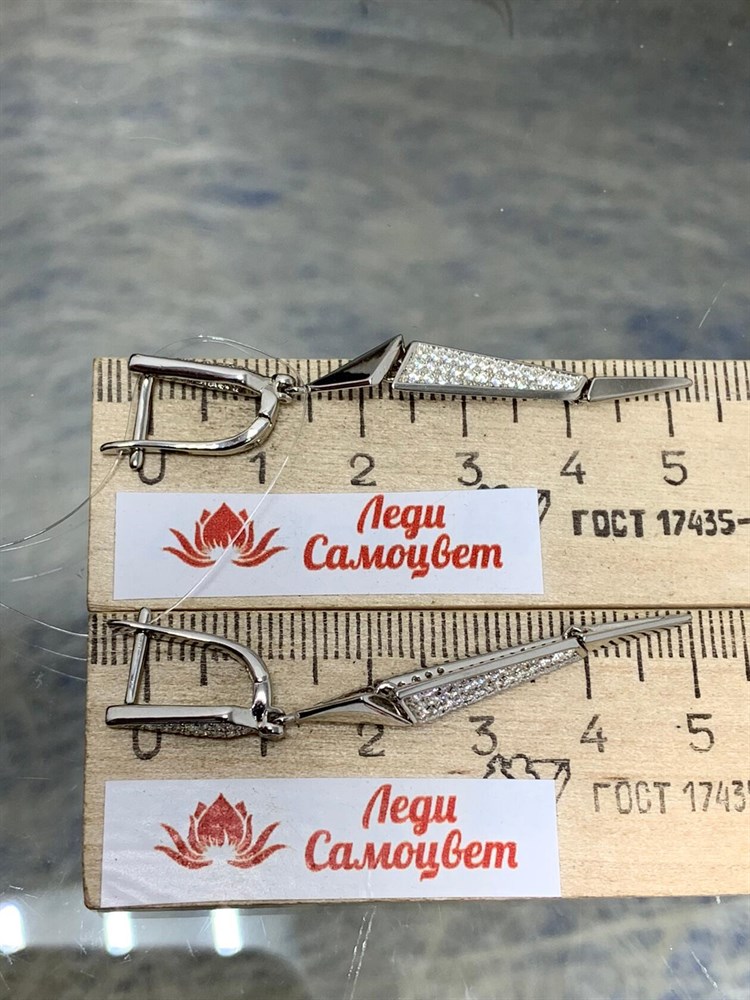 0 1 2 3 4 5
Леди
Самоцвет
ГОСТ 17435-
0 1 2 3 4 5
ГОСТ 1743
Леди
Самоцвет